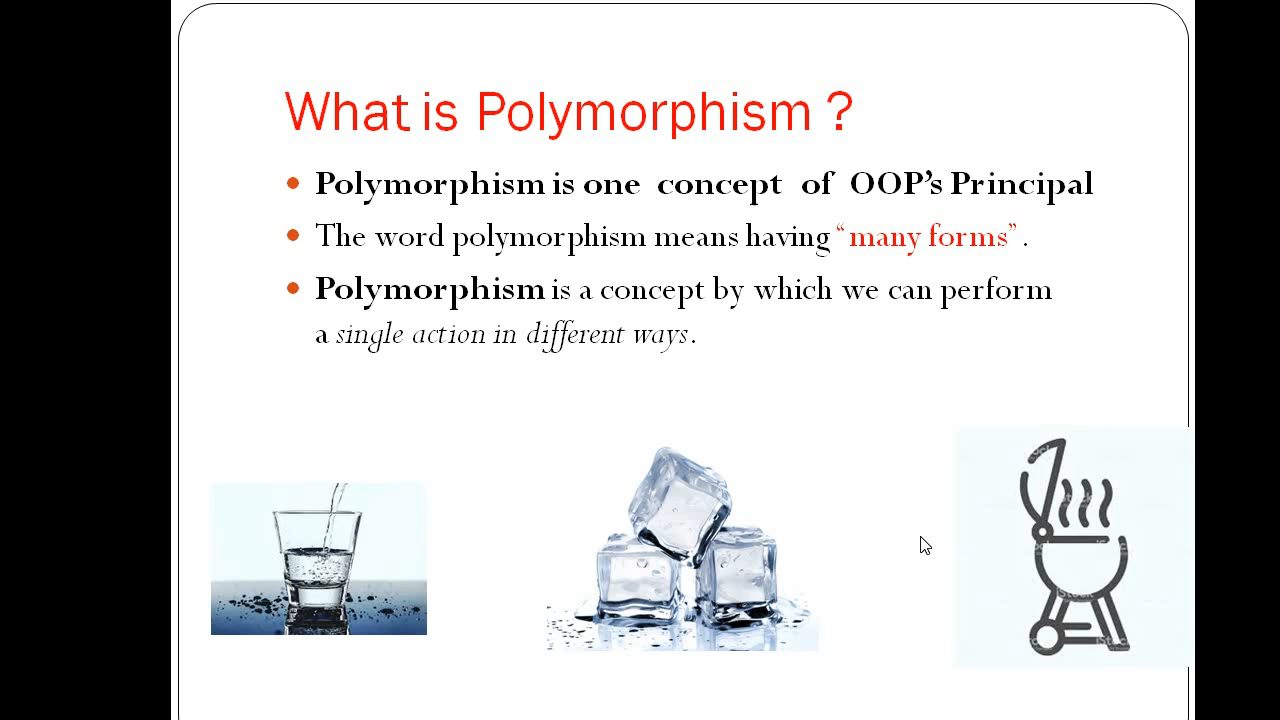 What is Polymorphism ?
Polymorphism is one concept of OOP’s Principal
The word polymorphism means having “many forms”.
Polymorphism is a concept by which we can perform
a single action in different ways.
iStock